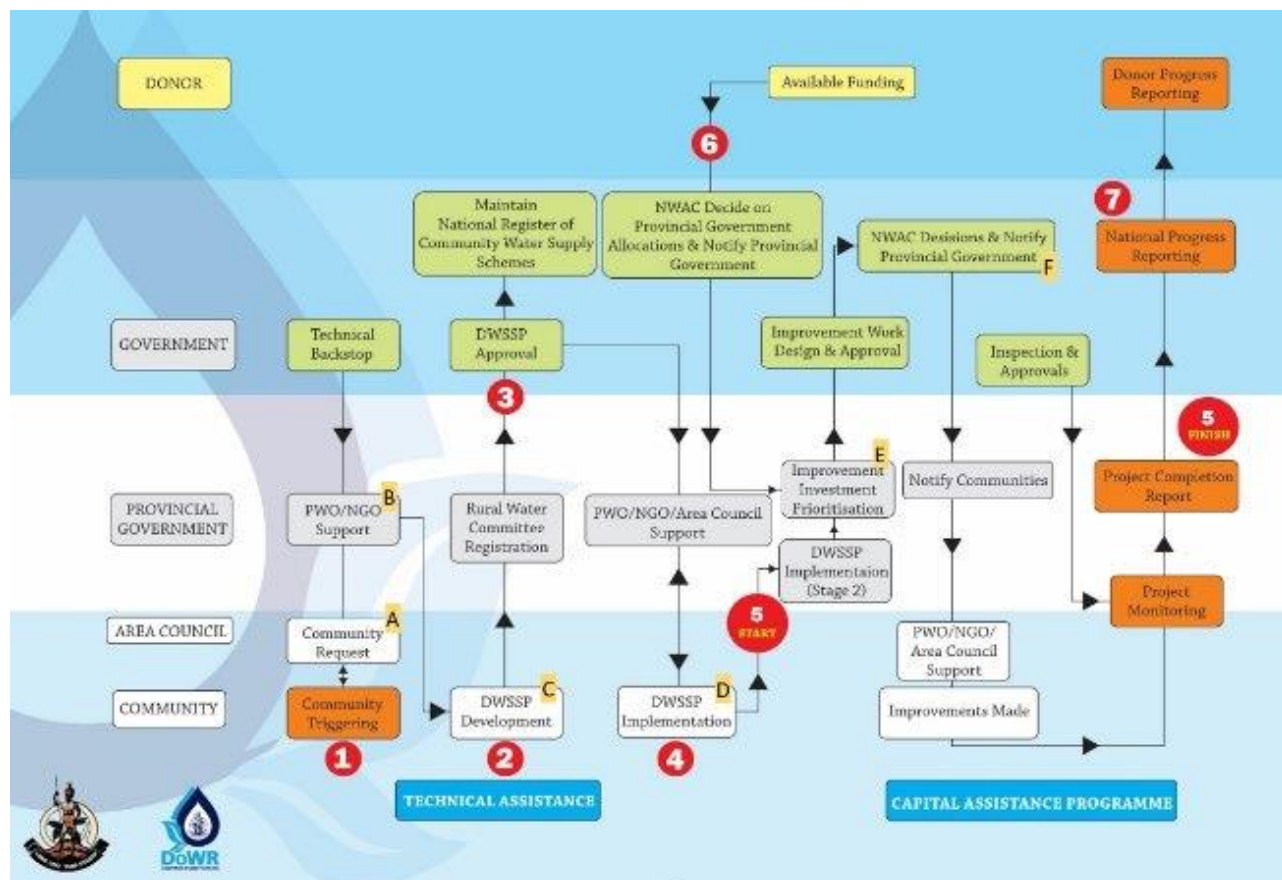 DONOR
Available Funding
Donor Progress
Reporting
6
Maintain
National Register of
Community Water Supply
Schemes
NWAC Decide on
Provincial Government
Allocations & Notify Provincial
Government
NWAC Desisions & Notify
Provincial Government
F
7
National Progress
Reporting
GOVERNMENT
Technical
Backstop
DWSSP
Approval
Improvement Work
Design & Approval
Inspection &
Approvals
3
5
FINISH
PROVINCIAL
GOVERNMENT
PWO/NGO
Support
B
Rural Water
Committee
Registration
PWO/NGO/Area Council
Support
Improvement
Investment
Prioritisation
E
Notify Communities
Project Completion
Report
DWSSP
Implementaion
(Stage 2)
Project
Monitoring
5
START
AREA COUNCIL
Community
Request
A
PWO/NGO/
Area Council
Support
COMMUNITY
Community
Triggering
DWSSP
Development
C
DWSSP
Implementation
D
Improvements Made
1
2
4
TECHNICAL ASSISTANCE
CAPITAL ASSISTANCE PROGRAMME
DoWR